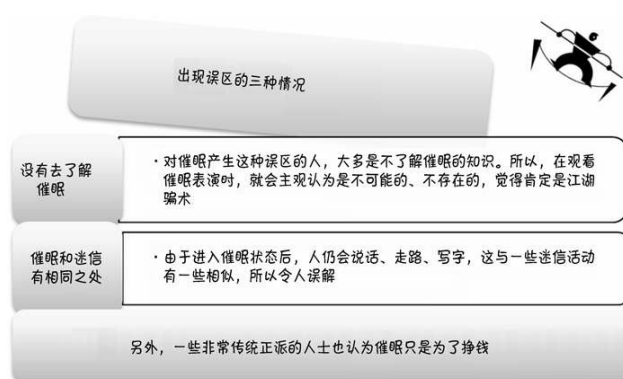 出现误区的三种情况
没有去了解
催眠
·对催眠产生这种误区的人，大多是不了解催眠的知识。所以，在观看
催眠表演时，就会主观认为是不可能的、不存在的，觉得肯定是江湖
骗术
催眠和迷信
有相同之处
·由于进入催眠状态后，人仍会说话、走路、写字，这与一些迷信活动
有一些相似，所以令人误解
另外，一些非常传统正派的人士也认为催眠只是为了挣钱